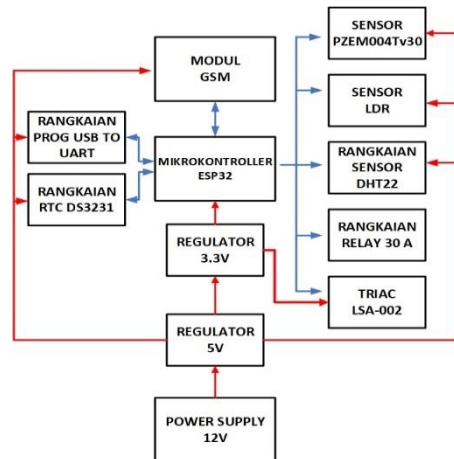 MODUL
GSM
RANGKAIAN
PROG USB TO
UART
RANGKAIAN
RTC DS3231
MIKROKONTROLLER
ESP32
REGULATOR
3.3V
REGULATOR
5V
POWER SUPPLY
12V
SENSOR
PZEM004Tv30
SENSOR
LDR
RANGKAIAN
SENSOR
DHT22
RANGKAIAN
RELAY 30 A
TRIAC
LSA-002